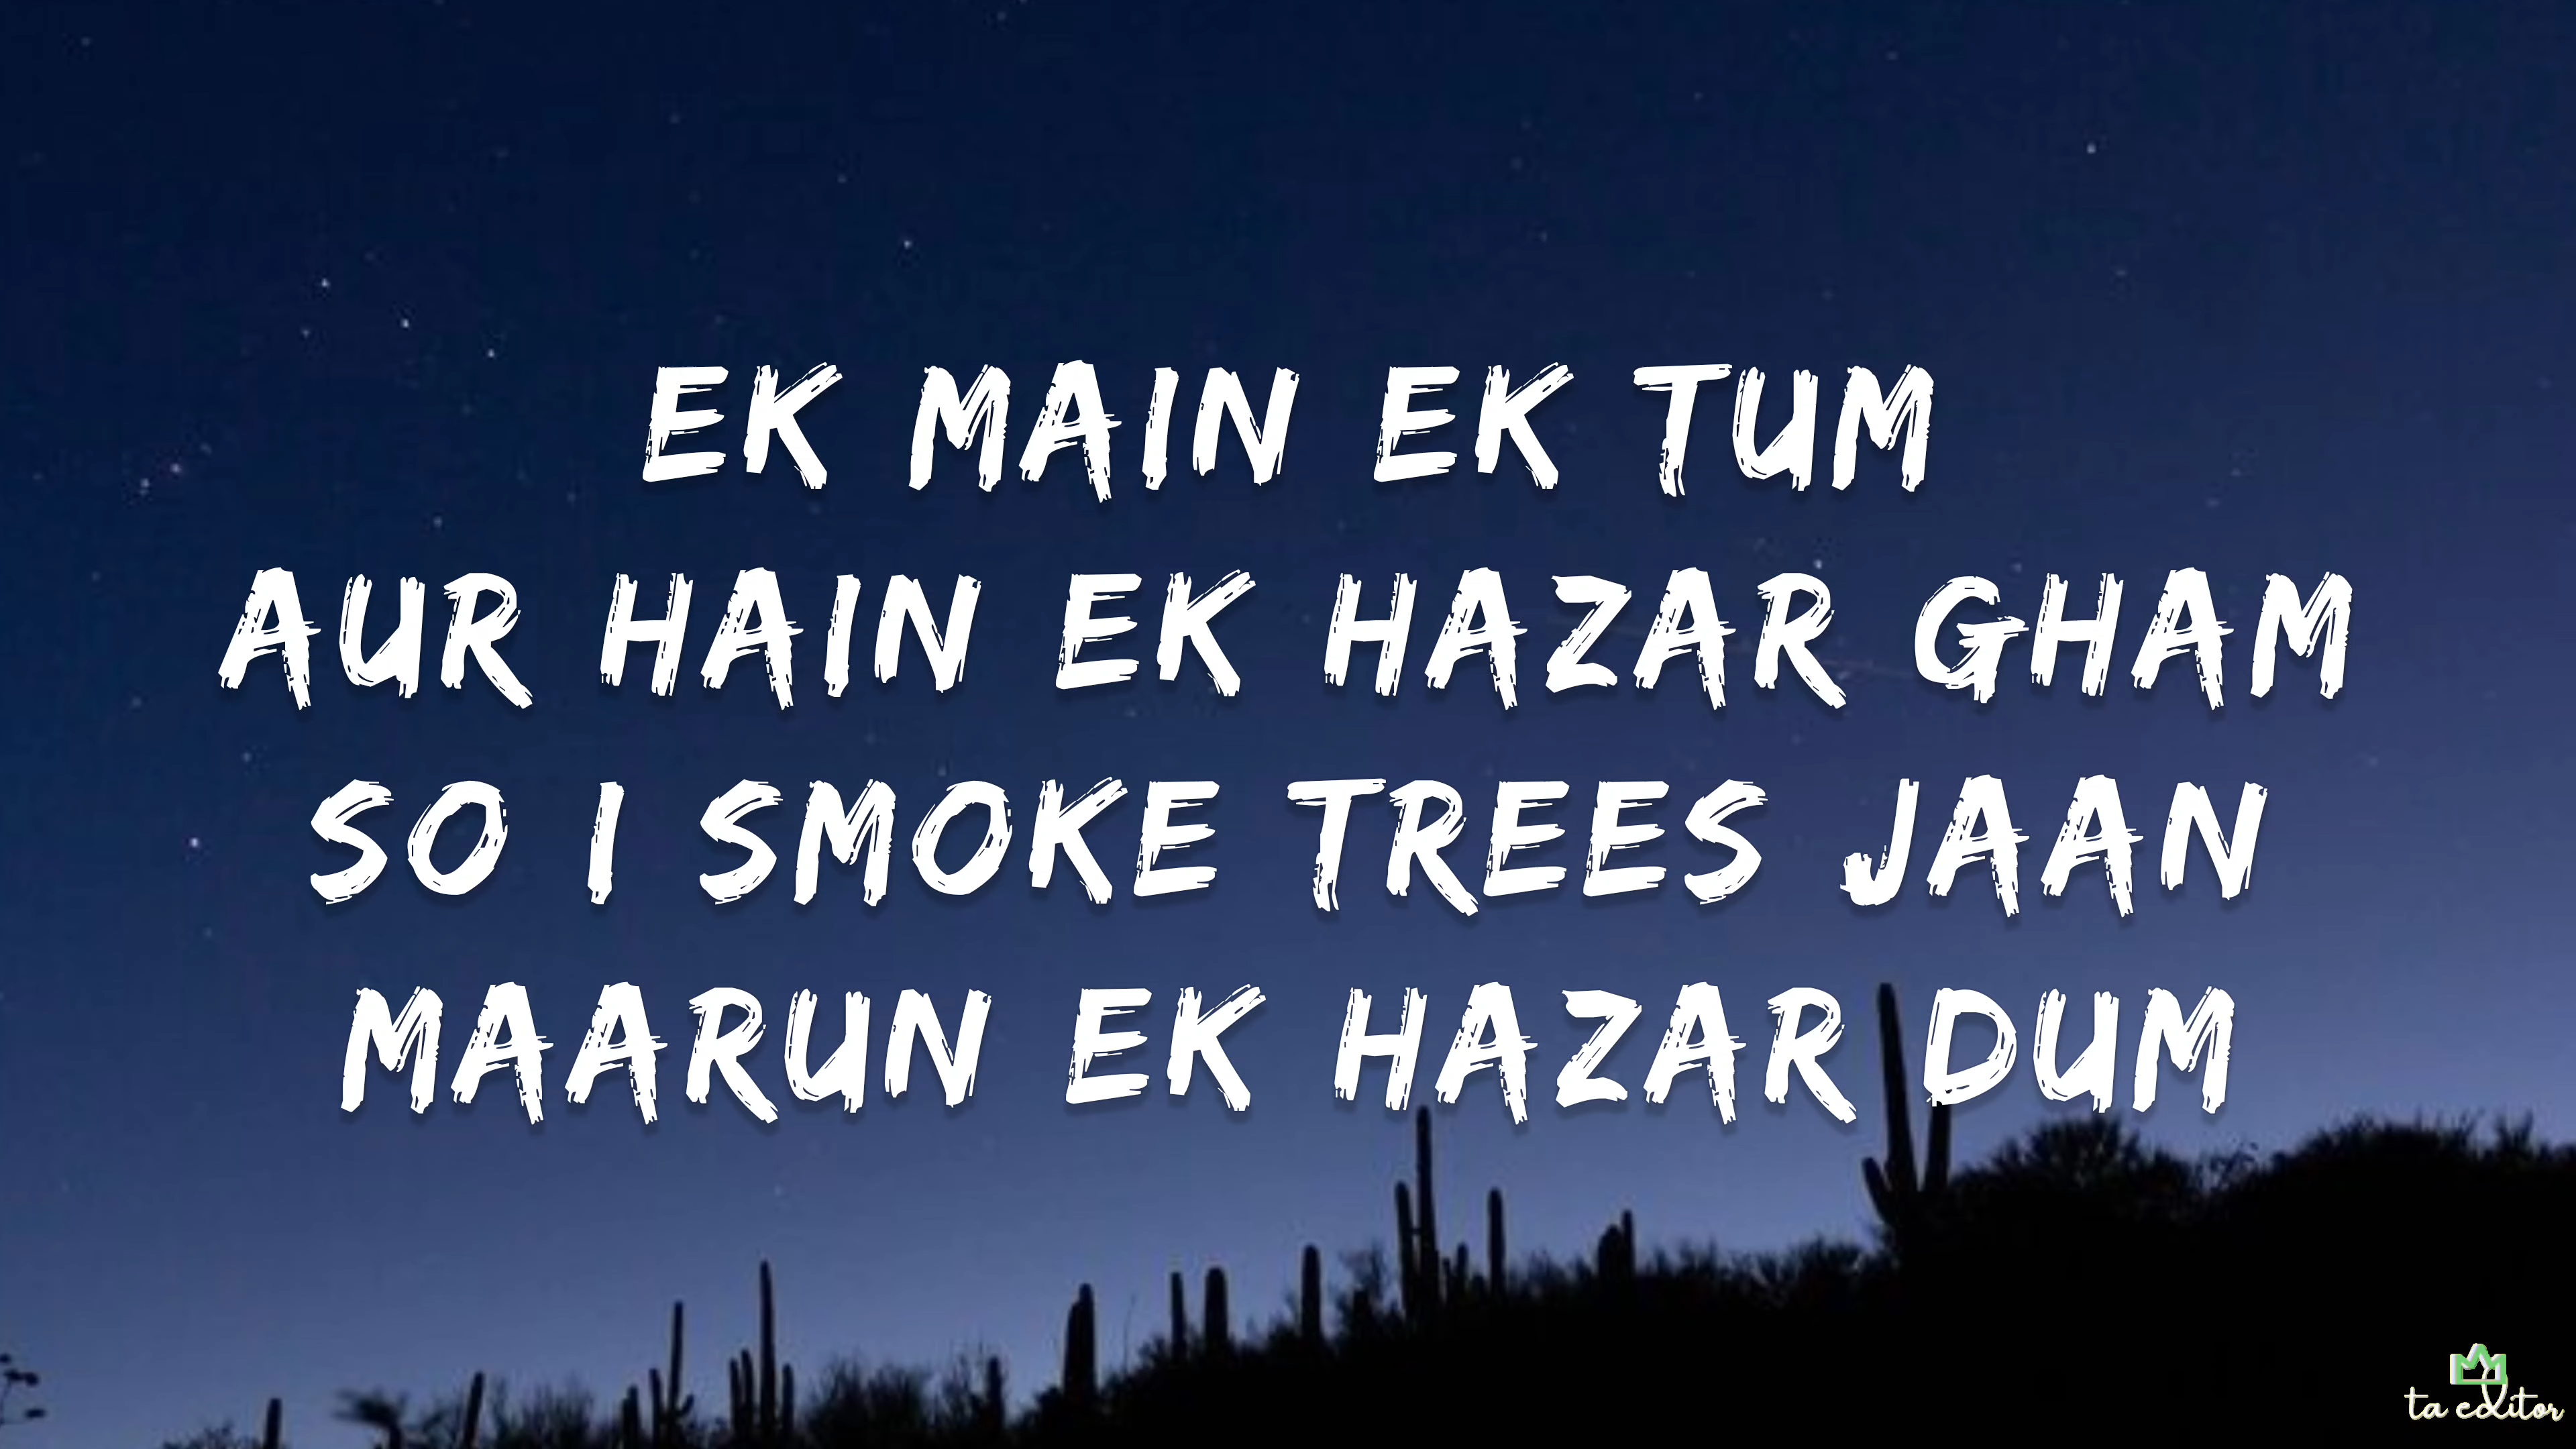 EK MAIN EK TUM
AUR HAIN EK HAZAR GHAM
SO I SMOKE TREES JAAN
MAARUN EK HAZAR DUM
ta editor